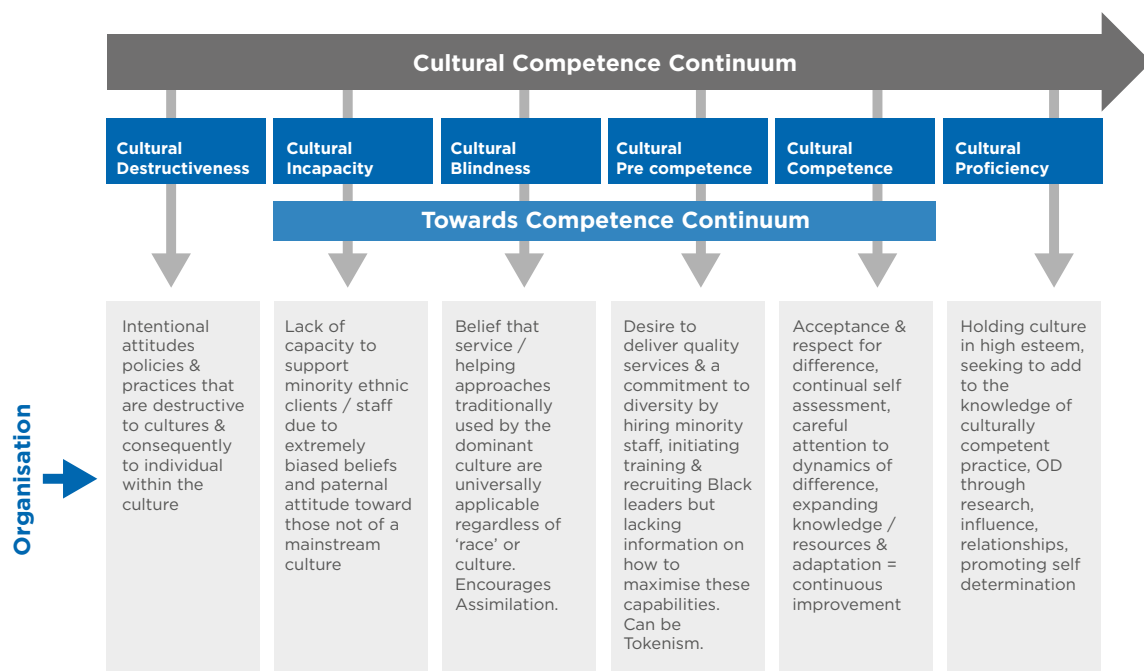 Cultural Competence Continuum
Cultural
Destructiveness
Cultural
Incapacity
Cultural
Blindness
Cultural
Pre competence
Cultural
Competence
Cultural
Proficiency
Towards Competence Continuum
Organisation
Intentional
attitudes
policies &
practices that
are destructive
to cultures &
consequently
to individual
within the
culture
Lack of
capacity to
support
minority ethnic
clients / staff
due to
extremely
biased beliefs
and paternal
attitude toward
those not of a
mainstream
culture
Belief that
service /
helping
approaches
traditionally
used by the
dominant
culture are
universally
applicable
regardless of
‘race’ or
culture.
Encourages
Assimilation.
Desire to
deliver quality
services & a
commitment to
diversity by
hiring minority
staff, initiating
training &
recruiting Black
leaders but
lacking
information on
how to
maximise these
capabilities.
Can be
Tokenism.
Acceptance &
respect for
difference,
continual self
assessment,
careful
attention to
dynamics of
difference,
expanding
knowledge /
resources &
adaptation =
continuous
improvement
Holding culture
in high esteem,
seeking to add
to the
knowledge of
culturally
competent
practice, OD
through
research,
influence,
relationships,
promoting self
determination